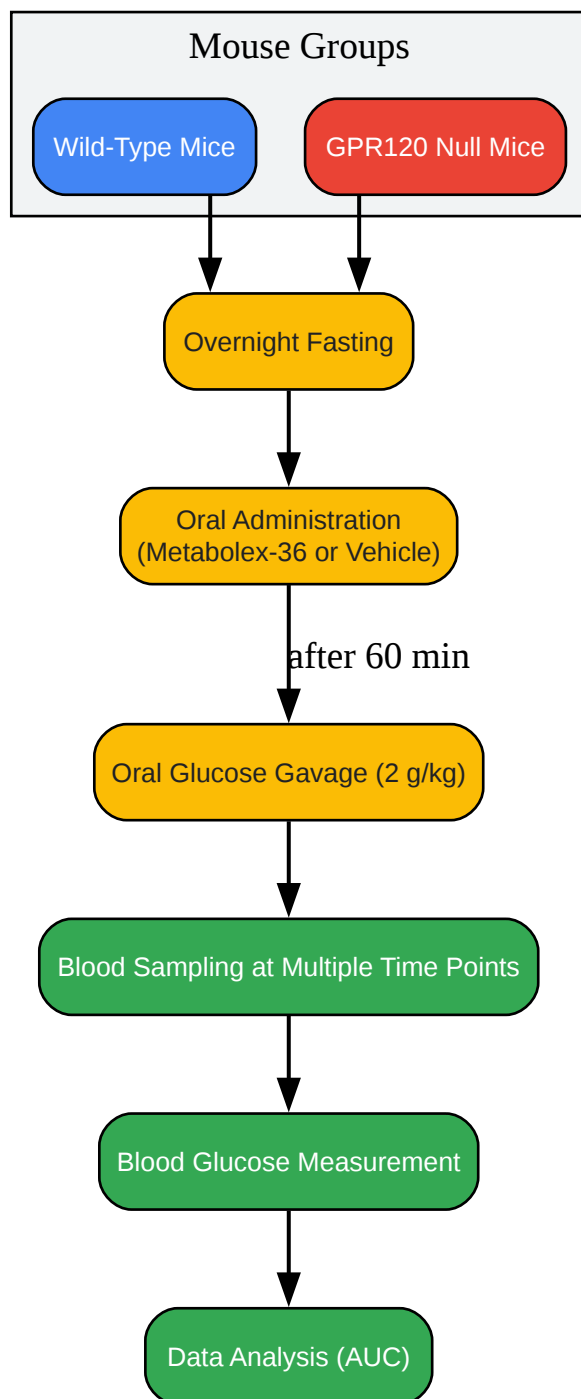 Mouse Groups
Wild-Type Mice
GPR120 Null Mice
Overnight Fasting
Oral Administration
(Metabolex-36 or Vehicle)
after 60 min
Oral Glucose Gavage (2 g/kg)
Blood Sampling at Multiple Time Points
Blood Glucose Measurement
Data Analysis (AUC)